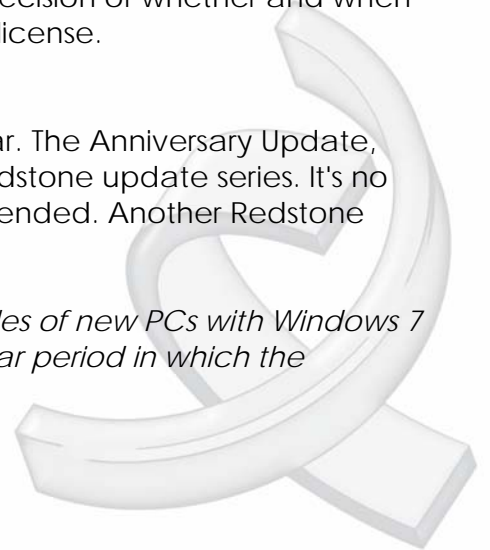 ecision of whether and when
license.
ar. The Anniversary Update,
dstone update series. It's no
ended. Another Redstone
les of new PCs with Windows 7
ar period in which the